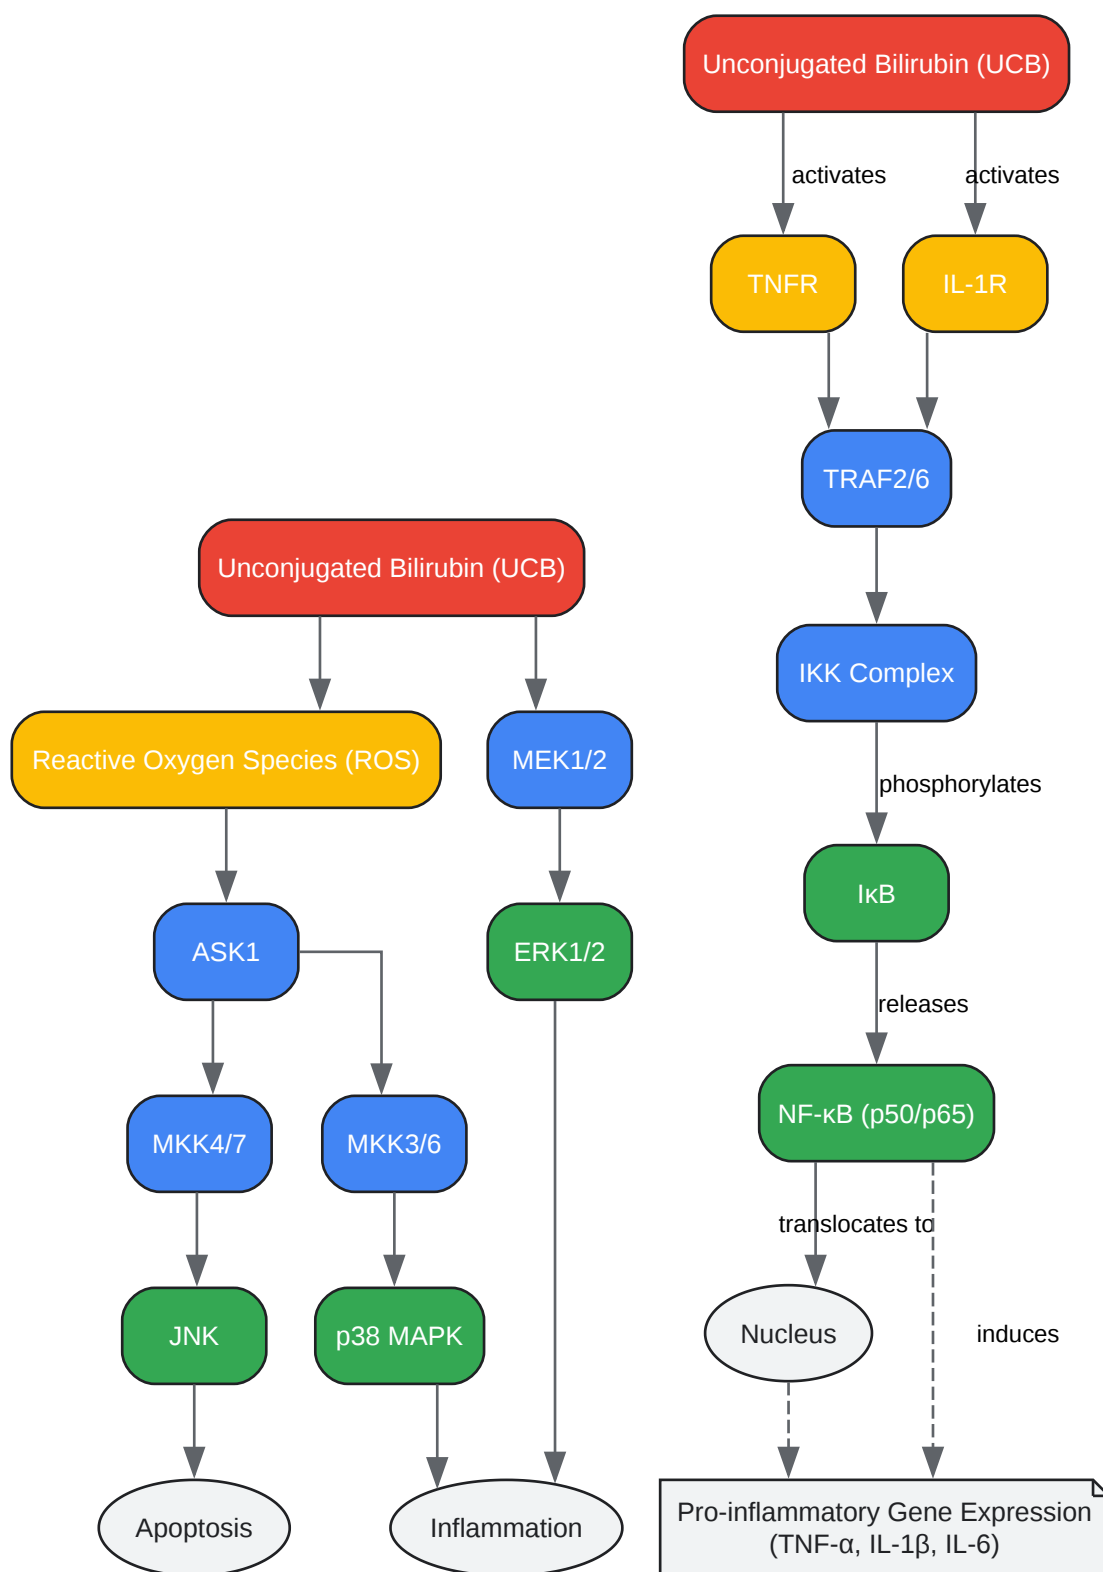 Unconjugated Bilirubin (UCB)
activates
activates
TNFR
IL-1R
TRAF2/6
IKK Complex
phosphorylates
IκB
releases
NF-κB (p50/p65)
translocates to
Nucleus
induces
Pro-inflammatory Gene Expression
(TNF-α, IL-1β, IL-6)
Unconjugated Bilirubin (UCB)
Reactive Oxygen Species (ROS)
MEK1/2
ASK1
ERK1/2
MKK4/7
MKK3/6
JNK
p38 MAPK
Apoptosis
Inflammation